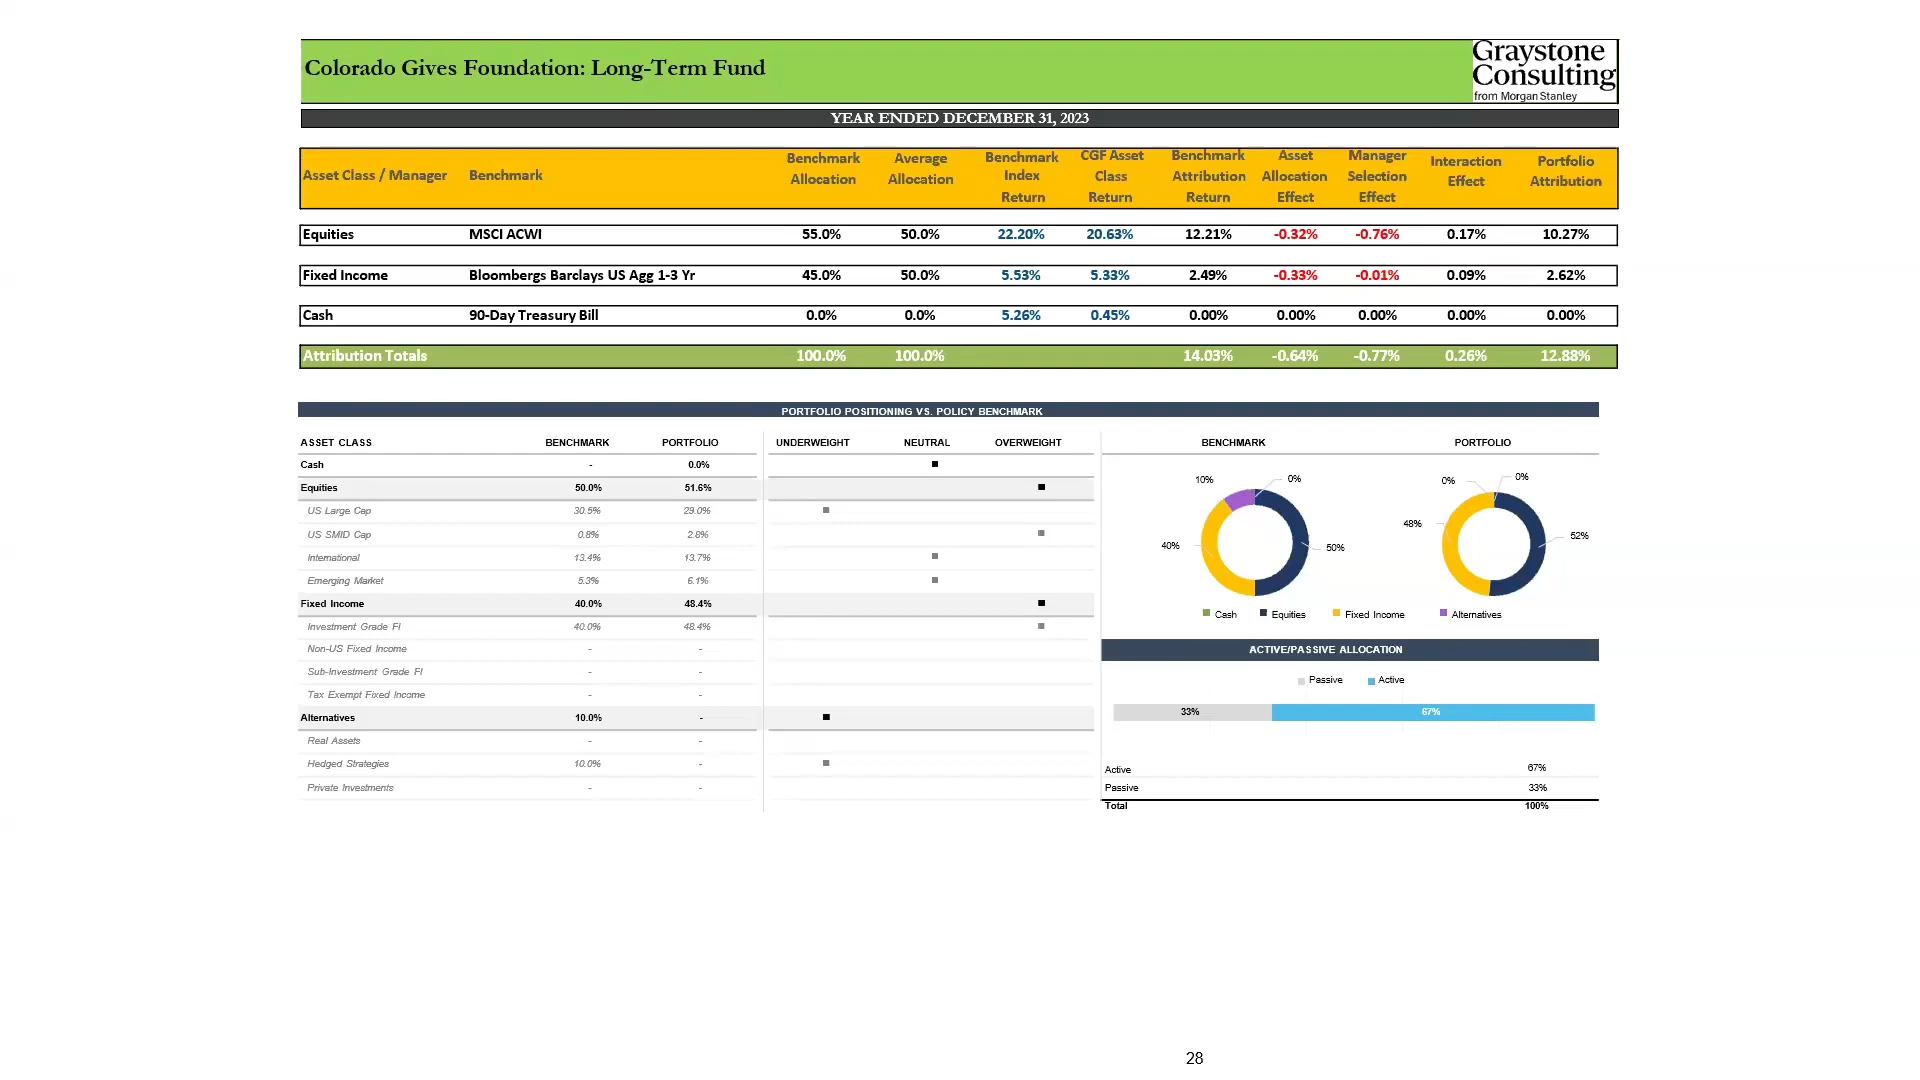 Colorado Gives Foundation: Long-Term Fund
Graystone
Consulting
from Morgan Stanley
YEAR ENDED DECEMBER 31, 2023
Asset Class / Manager Benchmark Benchmark Allocation Average Allocation Benchmark Index Return CGF Asset Class Return Benchmark Attribution Return Asset Allocation Effect Manager Selection Effect Interaction Effect Portfolio Attribution
Equities MSCI ACWI 55.0% 50.0% 22.20% 20.63% 12.21% -0.32% -0.76% 0.17% 10.27%
Fixed Income Bloombergs Barclays US Agg 1-3 Yr 45.0% 50.0% 5.53% 5.33% 2.49% -0.33% -0.01% 0.09% 2.62%
Cash 90-Day Treasury Bill 0.0% 0.0% 5.26% 0.45% 0.00% 0.00% 0.00% 0.00% 0.00%
Attribution Totals 100.0% 100.0% 14.03% -0.64% -0.77% 0.26% 12.88%
PORTFOLIO POSITIONING VS. POLICY BENCHMARK
ASSET CLASS BENCHMARK PORTFOLIO UNDERWEIGHT NEUTRAL OVERWEIGHT
Cash - 0.0%
Equities 50.0% 51.6%
US Large Cap 30.5% 29.0%
US SMID Cap 0.8% 2.8%
International 13.4% 13.7%
Emerging Market 5.3% 6.1%
Fixed Income 40.0% 48.4%
Investment Grade FI 40.0% 48.4%
Non-US Fixed Income - -
Sub-Investment Grade FI - -
Tax Exempt Fixed Income - -
Alternatives 10.0% -
Real Assets - -
Hedged Strategies 10.0% -
Private Investments - -
BENCHMARK PORTFOLIO
10% 0% 0% 0%
48% 52%
40% 50%
Cash Equities Fixed Income Alternatives
ACTIVE/PASSIVE ALLOCATION
Passive Active
33% 67%
Active 67%
Passive 33%
Total 100%
28